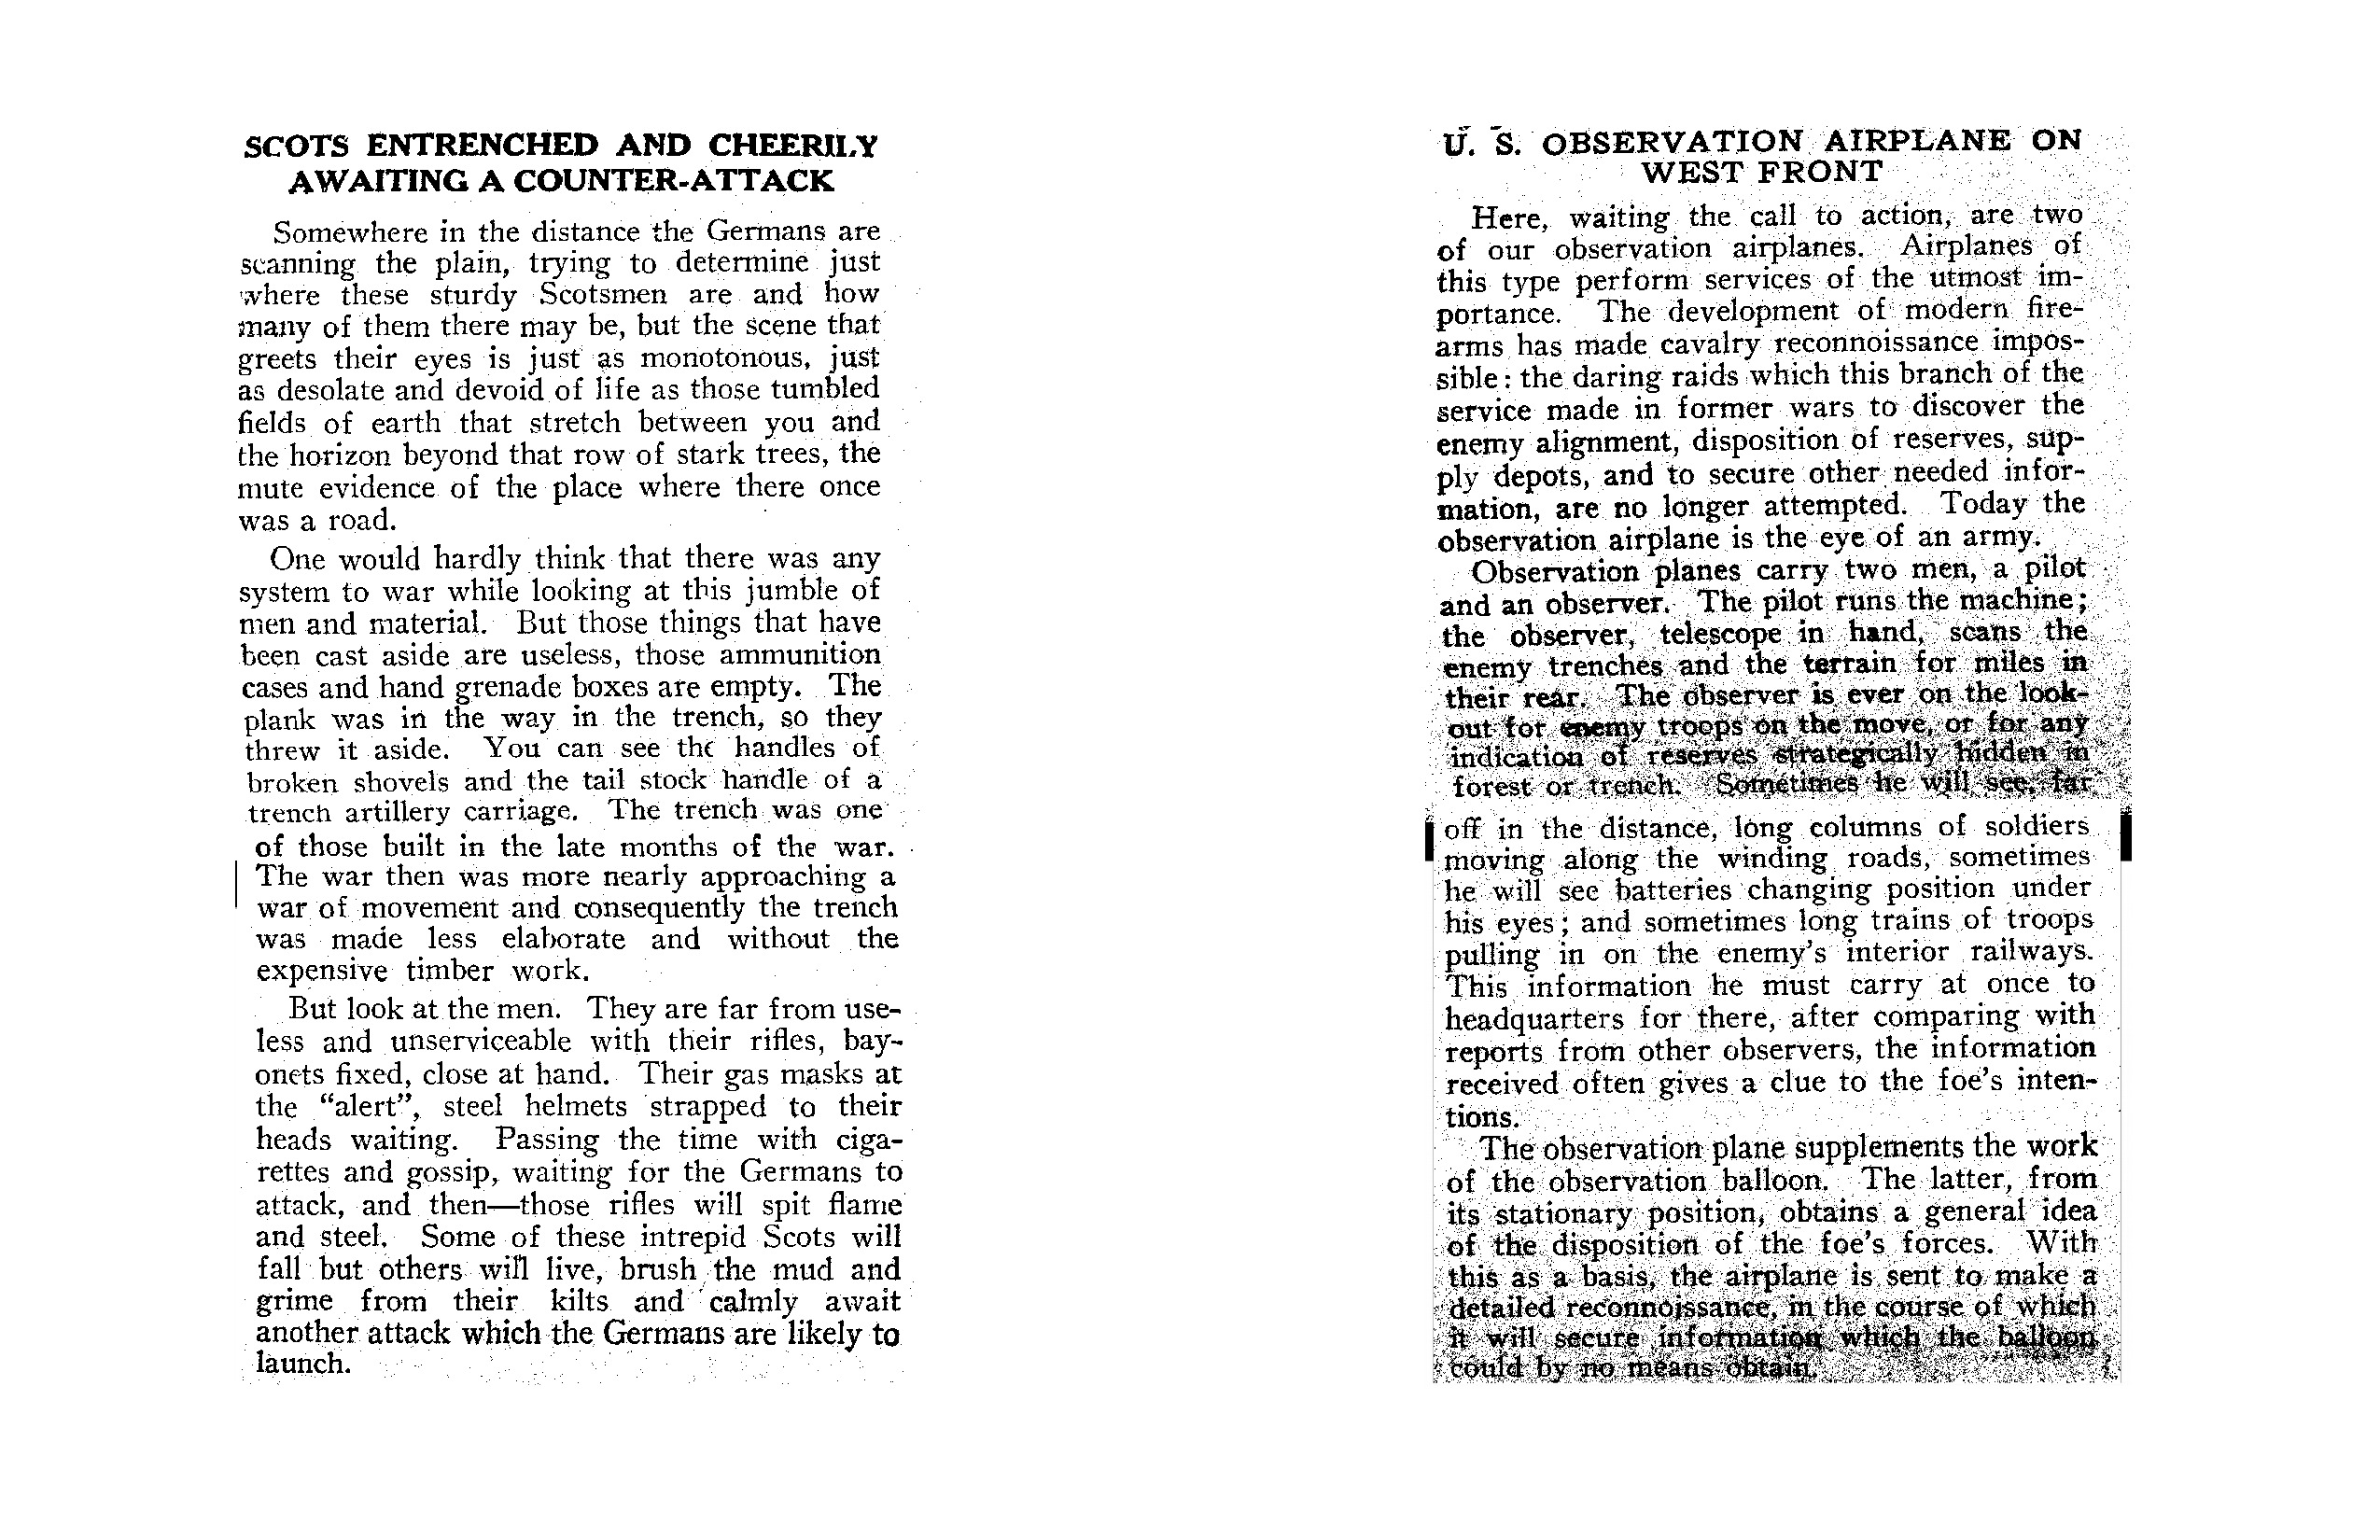 SCOTS ENTRENCHED AND CHEERILY
AWAITING A COUNTER-ATTACK
Somewhere in the distance the Germans are
scanning the plain, trying to determine just
where these sturdy Scotsmen are and how
many of them there may be, but the scene that
greets their eyes is just as monotonous, just
as desolate and devoid of life as those tumbled
fields of earth that stretch between you and
the horizon beyond that row of stark trees, the
mute evidence of the place where there once
was a road.
One would hardly think that there was any
system to war while looking at this jumble of
men and material. But those things that have
been cast aside are useless, those ammunition
cases and hand grenade boxes are empty. The
plank was in the way in the trench, so they
threw it aside. You can see the handles of
broken shovels and the tail stock handle of a
trench artillery carriage. The trench was one
of those built in the late months of the war.
The war then was more nearly approaching a
war of movement and consequently the trench
was made less elaborate and without the
expensive timber work.
But look at the men. They are far from use-
less and unserviceable with their rifles, bay-
onets fixed, close at hand. Their gas masks at
the “alert”, steel helmets strapped to their
heads waiting. Passing the time with ciga-
rettes and gossip, waiting for the Germans to
attack, and then—those rifles will spit flame
and steel. Some of these intrepid Scots will
fall but others will live, brush the mud and
grime from their kilts and calmly await
another attack which the Germans are likely to
launch.
U. S. OBSERVATION AIRPLANE ON
WEST FRONT
Here, waiting the call to action, are two
of our observation airplanes. Airplanes of
this type perform services of the utmost im-
portance. The development of modern fire-
arms has made cavalry reconnoissance impos-
sible: the daring raids which this branch of the
service made in former wars to discover the
enemy alignment, disposition of reserves, sup-
ply depots, and to secure other needed infor-
mation, are no longer attempted. Today the
observation airplane is the eye of an army.
Observation planes carry two men, a pilot
and an observer. The pilot runs the machine;
the observer, telescope in hand, scans the
enemy trenches and the terrain for miles in
their rear. The observer is ever on the look-
out for enemy troops on the move, or for any
indication of reserves strategically hidden in
forest or trench. Sometimes he will see, far
off in the distance, long columns of soldiers
moving along the winding roads, sometimes
he will see batteries changing position under
his eyes; and sometimes long trains of troops
pulling in on the enemy’s interior railways.
This information he must carry at once to
headquarters for there, after comparing with
reports from other observers, the information
received often gives a clue to the foe’s inten-
tions.
The observation plane supplements the work
of the observation balloon. The latter, from
its stationary position, obtains a general idea
of the disposition of the foe’s forces. With
this as a basis, the airplane is sent to make a
detailed reconnoissance, in the course of which
it will secure information which the balloon
could by no means obtain.